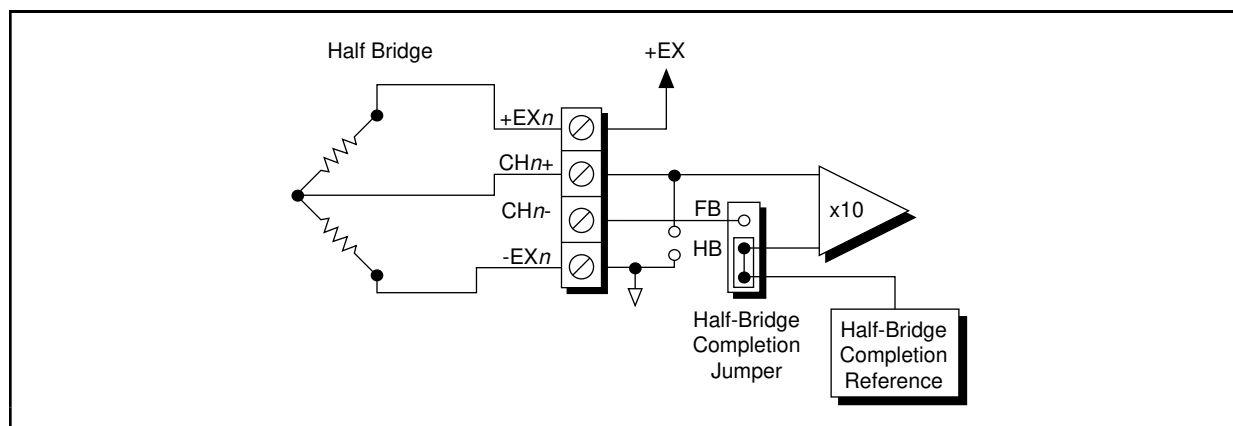 Half Bridge
+EX
+EXn
CHn+
CHn-
-EXn
FB
HB
x10
Half-Bridge
Completion
Jumper
Half-Bridge
Completion
Reference